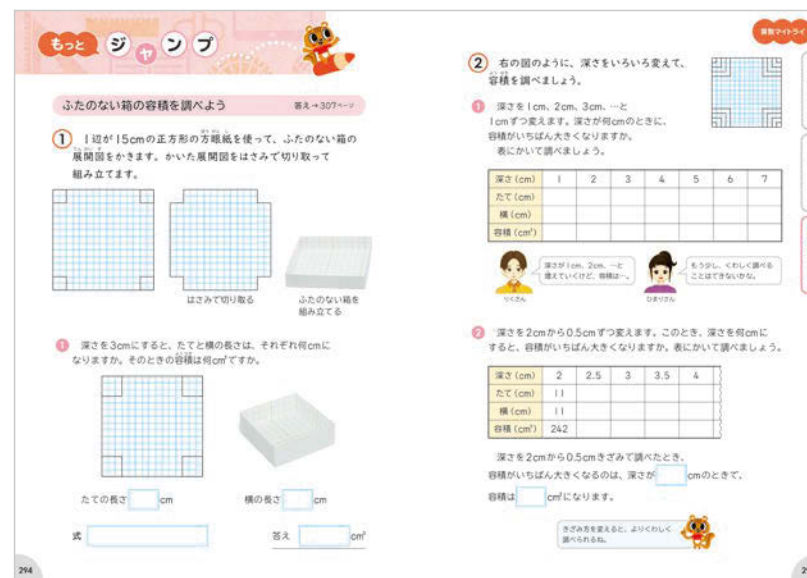 もっとジャンプ
ふたのない箱の容積を調べよう 答え→307ページ
① 1辺が15cmの正方形の方眼紙を使って、ふたのない箱の
展開図をかきます。かいた展開図をはさみで切り取って
組み立てます。
はさみで切り取る
ふたのない箱を
組み立てる
1 深さを3cmにすると、たてと横の長さは、それぞれ何cmに
なりますか。そのときの容積は何cm³ですか。
たての長さ cm 横の長さ cm
式 答え cm³
294
算数マイトライ
② 右の図のように、深さをいろいろ変えて、
容積を調べましょう。
1 深さを1cm、2cm、3cm、…と
1cmずつ変えます。深さが何cmのときに、
容積がいちばん大きくなりますか。
表にかいて調べましょう。
深さ(cm) 1 2 3 4 5 6 7
たて(cm)
横(cm)
容積(cm³)
深さが1cm、2cm、…と
増えていくけど、容積は…。
りくさん
もう少し、くわしく調べる
ことはできないかな。
ひまりさん
2 深さを2cmから0.5cmずつ変えます。このとき、深さを何cmに
すると、容積がいちばん大きくなりますか。表にかいて調べましょう。
深さ(cm) 2 2.5 3 3.5 4
たて(cm) 11
横(cm) 11
容積(cm³) 242
深さを2cmから0.5cmきざみで調べたとき、
容積がいちばん大きくなるのは、深さが cmのときで、
容積は cm³になります。
きざみ方を変えると、よりくわしく
調べられるね。